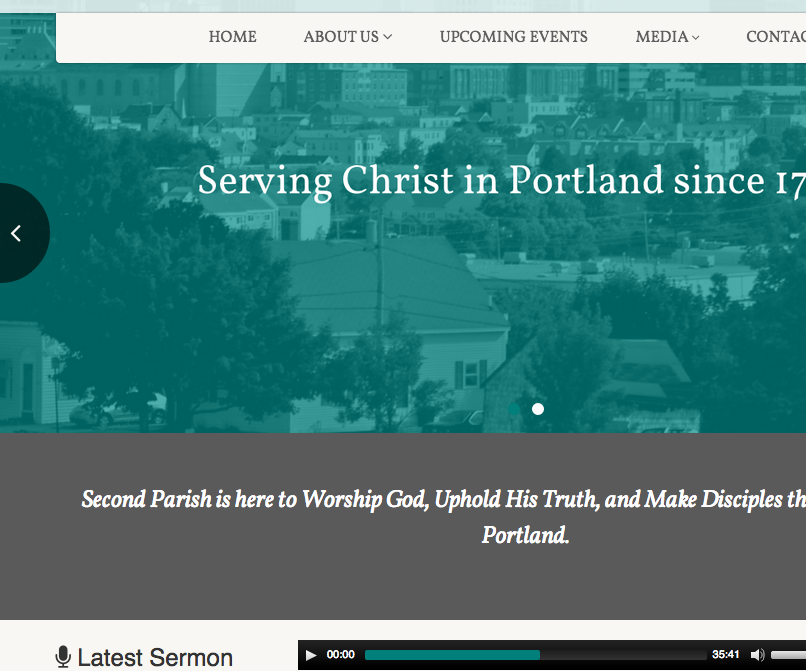 HOME ABOUT US UPCOMING EVENTS MEDIA CONTAC
Serving Christ in Portland since 17
Second Parish is here to Worship God, Uphold His Truth, and Make Disciples th
Portland.
Latest Sermon 00:00 35:41